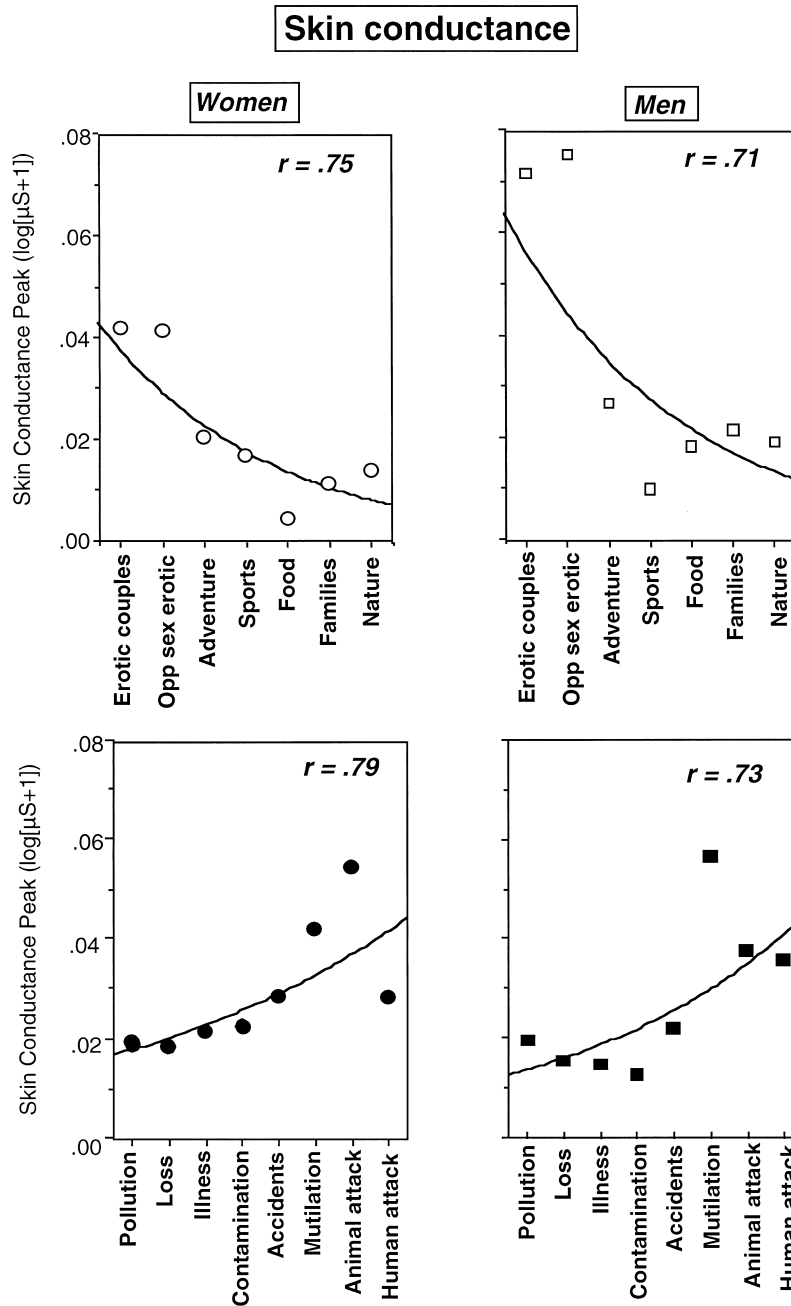 Skin conductance
Women
Men
Skin Conductance Peak (log[µS+1])
.08
.06
.04
.02
.00
r = .75
r = .71
Erotic couples
Opp sex erotic
Adventure
Sports
Food
Families
Nature
Erotic couples
Opp sex erotic
Adventure
Sports
Food
Families
Nature
Skin Conductance Peak (log[µS+1])
.08
.06
.04
.02
.00
r = .79
r = .73
Pollution
Loss
Illness
Contamination
Accidents
Mutilation
Animal attack
Human attack
Pollution
Loss
Illness
Contamination
Accidents
Mutilation
Animal attack
Human attack